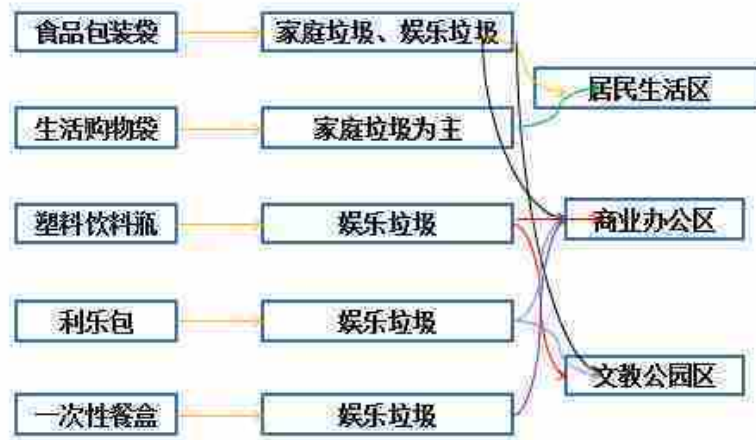 食品包装袋
家庭垃圾、娱乐垃圾
居民生活区
生活购物袋
家庭垃圾为主
塑料饮料瓶
娱乐垃圾
商业办公区
利乐包
娱乐垃圾
文教公园区
一次性餐盒
娱乐垃圾